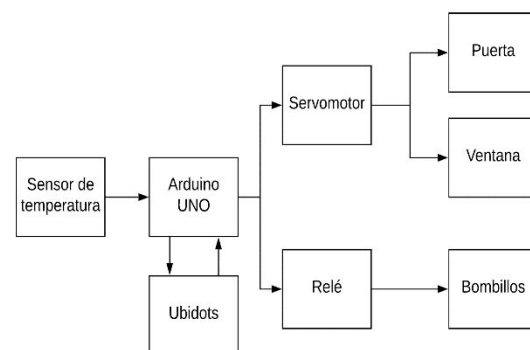 Puerta
Servomotor
Ventana
Sensor de
temperatura
Arduino
UNO
Ubidots
Relé
Bombillos